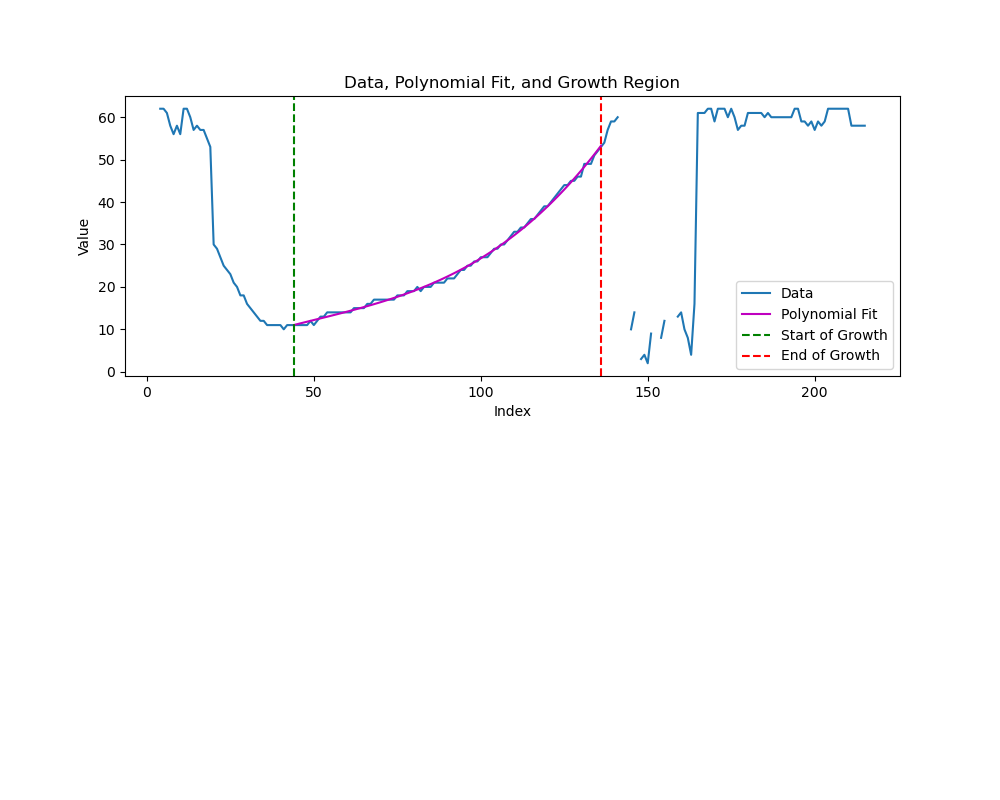 Data, Polynomial Fit, and Growth Region
Value
60
50
40
30
20
10
0
Data
Polynomial Fit
Start of Growth
End of Growth
0 50 100 150 200
Index